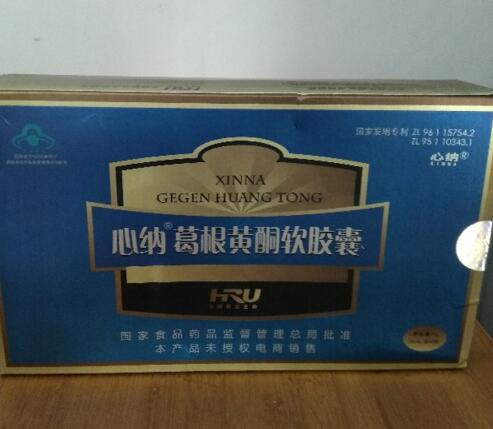 国家发明专利 ZL 96 1 15754.2
ZL 95 1 10343.1
心纳®
XINNA
XINNA
GEGEN HUANG TONG
心纳®葛根黄酮软胶囊
HRU
国家食品药品监督管理总局批准
本产品未授权电商销售